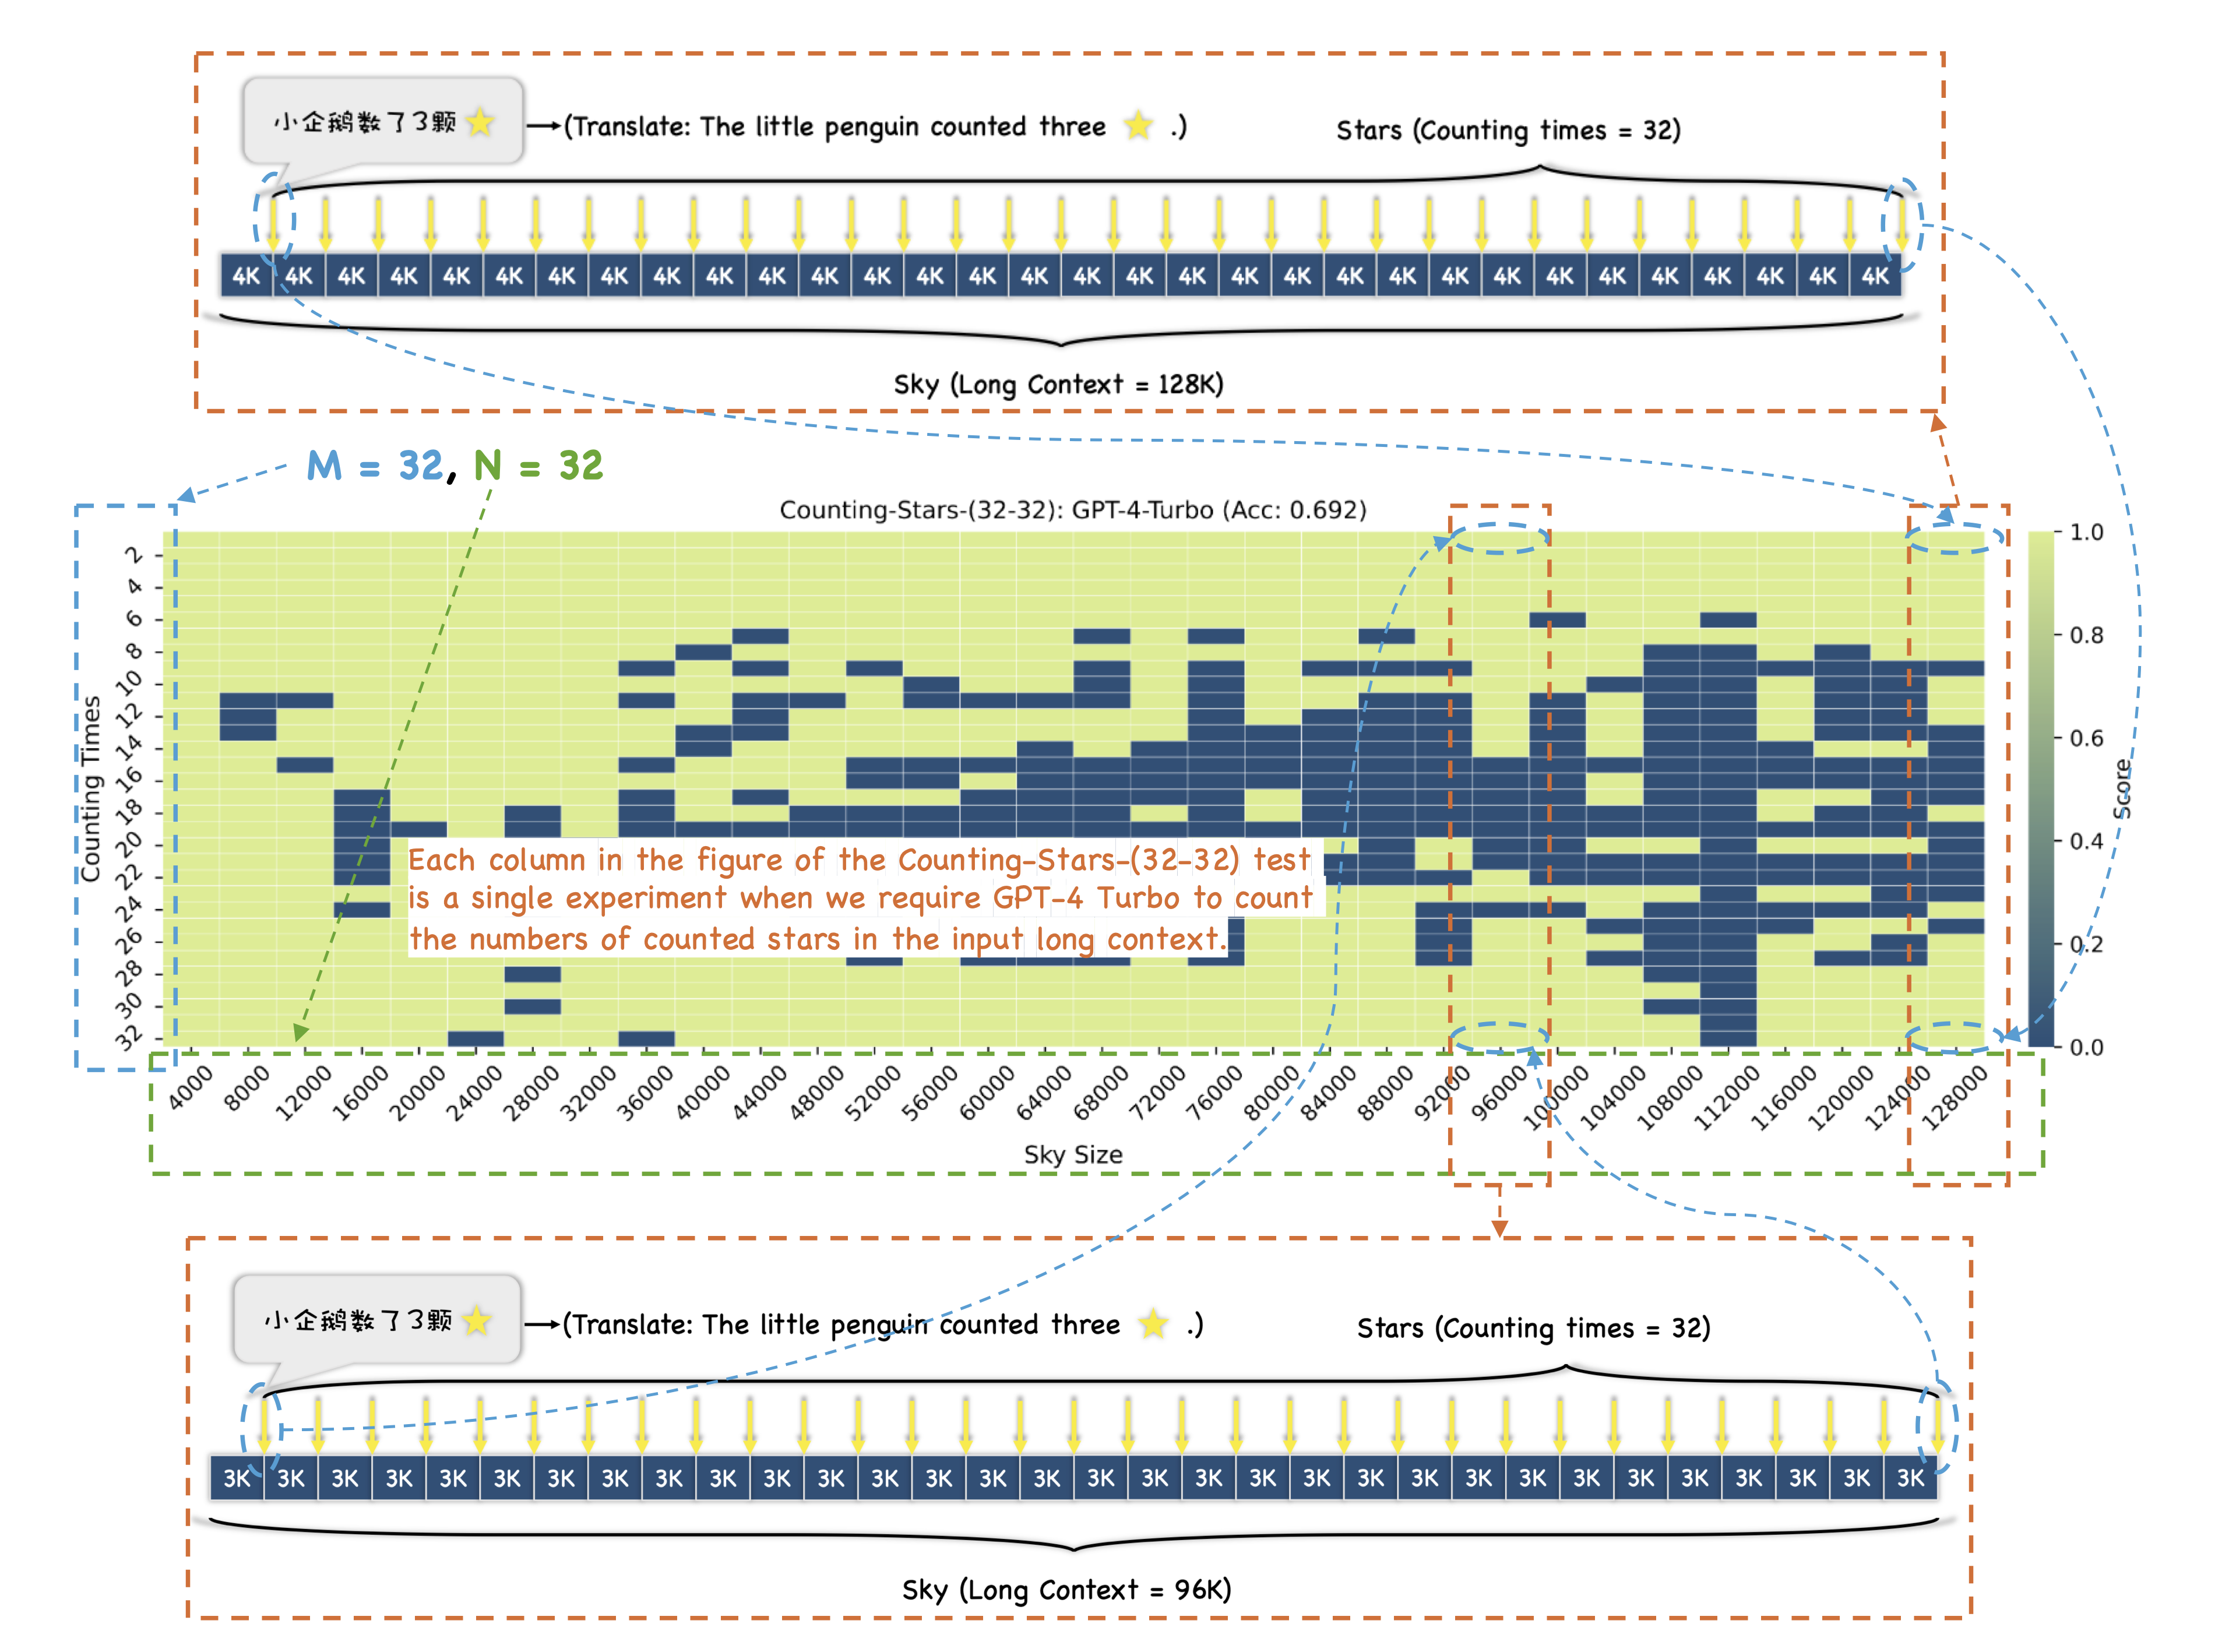 小企鹅数了3颗
(Translate: The little penguin counted three .)
Stars (Counting times = 32)
4K 4K 4K 4K 4K 4K 4K 4K 4K 4K 4K 4K 4K 4K 4K 4K 4K 4K 4K 4K 4K 4K 4K 4K 4K 4K 4K 4K 4K 4K 4K 4K
Sky (Long Context = 128K)
M = 32, N = 32
Counting-Stars-(32-32): GPT-4-Turbo (Acc: 0.692)
Counting Times
2
4
6
8
10
12
14
16
18
20
22
24
26
28
30
32
Each column in the figure of the Counting-Stars-(32-32) test
is a single experiment when we require GPT-4 Turbo to count
the numbers of counted stars in the input long context.
1.0
0.8
0.6
0.4
0.2
0.0
Score
4000 8000 12000 16000 20000 24000 28000 32000 36000 40000 44000 48000 52000 56000 60000 64000 68000 72000 76000 80000 84000 88000 92000 96000 100000 104000 108000 112000 116000 120000 124000 128000
Sky Size
小企鹅数了3颗
(Translate: The little penguin counted three .)
Stars (Counting times = 32)
3K 3K 3K 3K 3K 3K 3K 3K 3K 3K 3K 3K 3K 3K 3K 3K 3K 3K 3K 3K 3K 3K 3K 3K 3K 3K 3K 3K 3K 3K 3K 3K
Sky (Long Context = 96K)